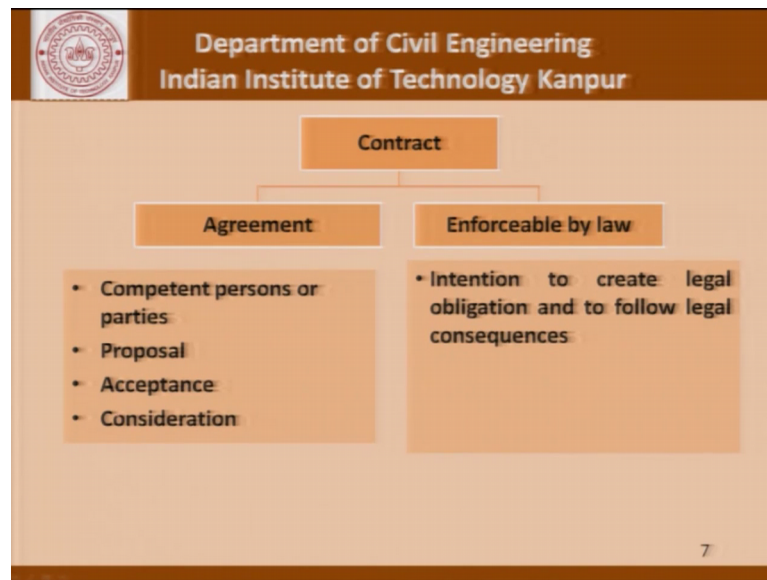 Department of Civil Engineering
Indian Institute of Technology Kanpur
Contract
Agreement
Enforceable by law
• Competent persons or
parties
• Proposal
• Acceptance
• Consideration
• Intention to create legal
obligation and to follow legal
consequences
7